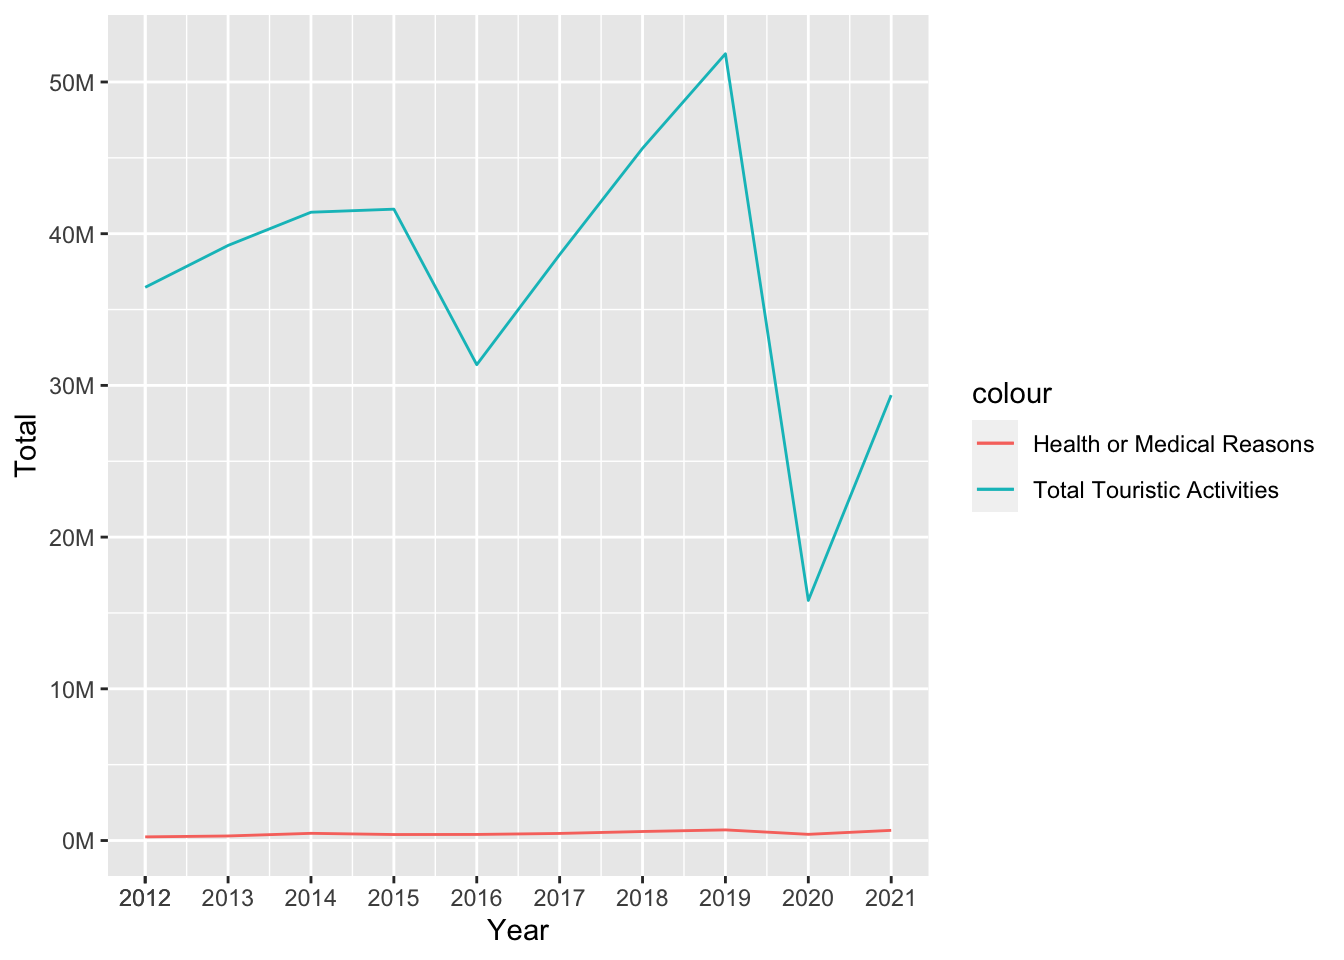 50M
40M
30M
20M
10M
0M
Total
2012 2013 2014 2015 2016 2017 2018 2019 2020 2021
Year
colour
Health or Medical Reasons
Total Touristic Activities